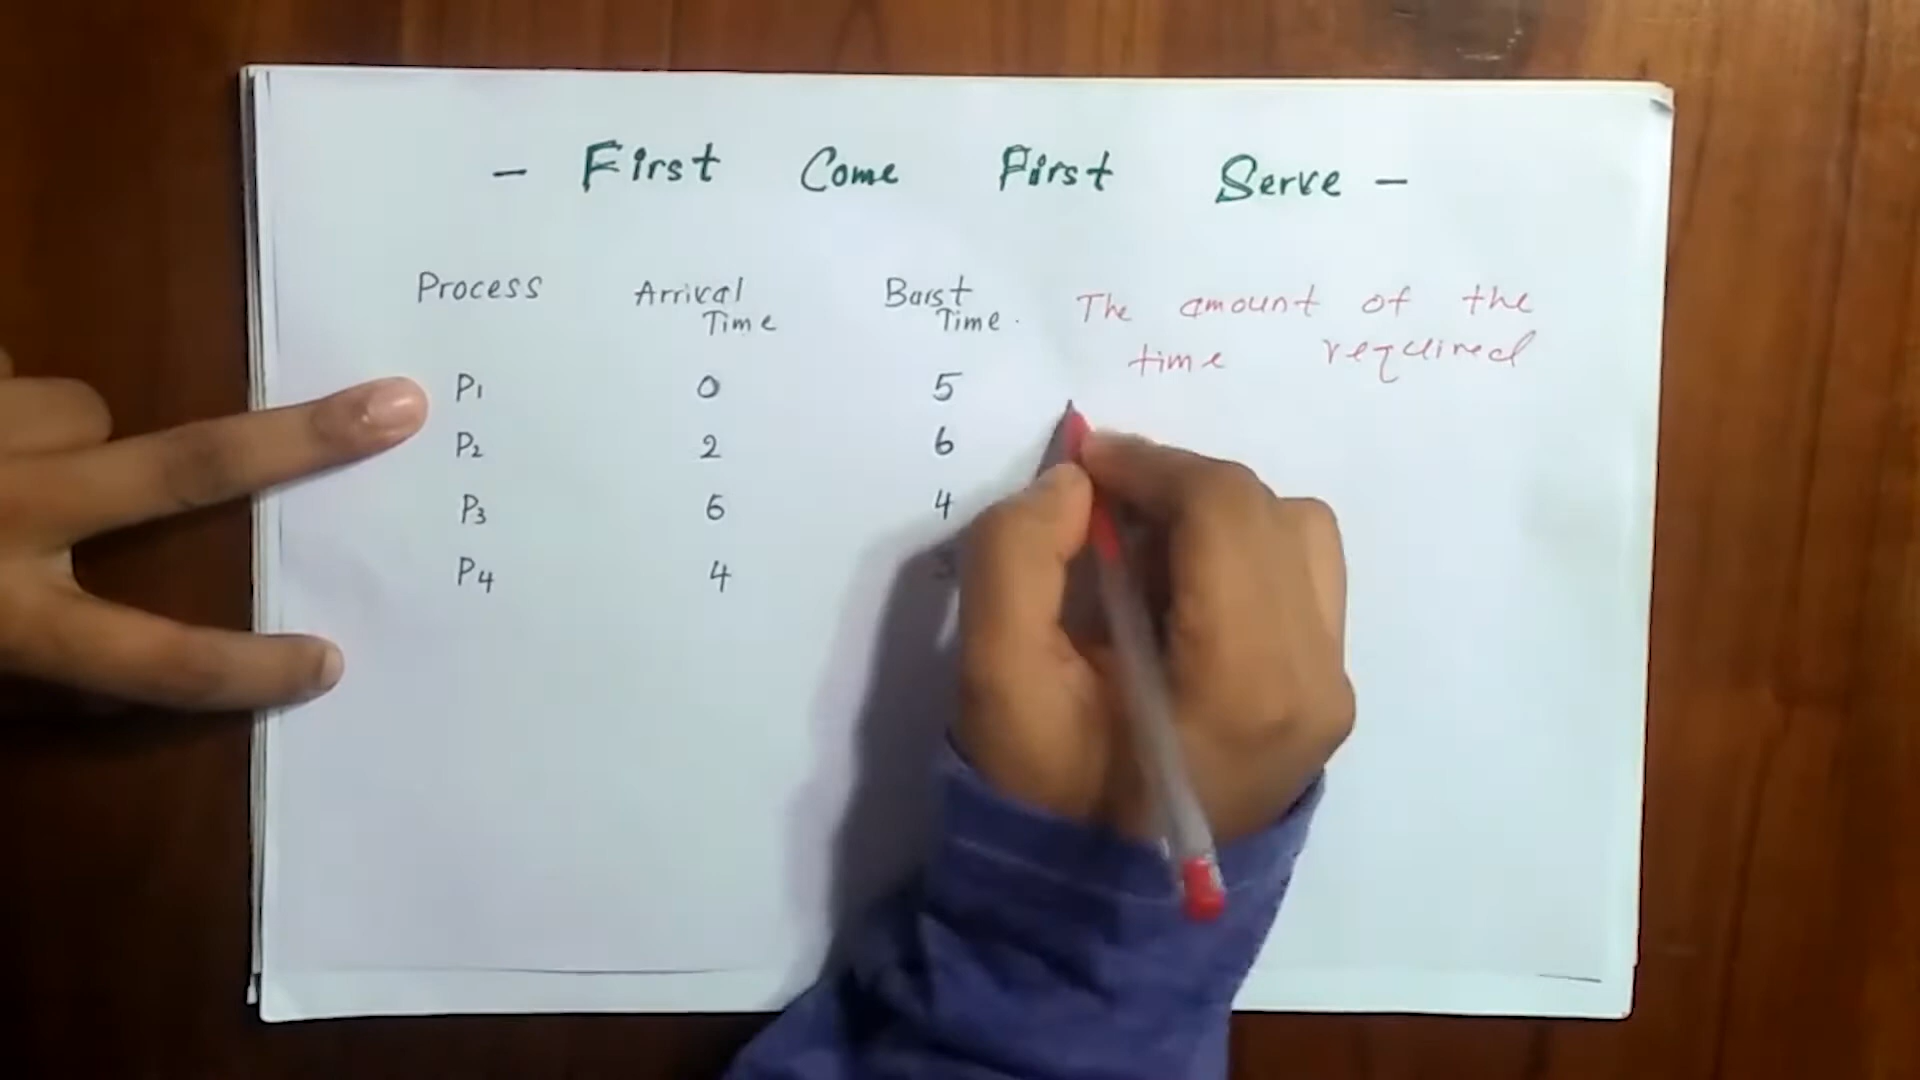 - First Come First Serve -
Process Arrival Time Burst Time. The amount of the time required
P1 0 5
P2 2 6
P3 6 4
P4 4